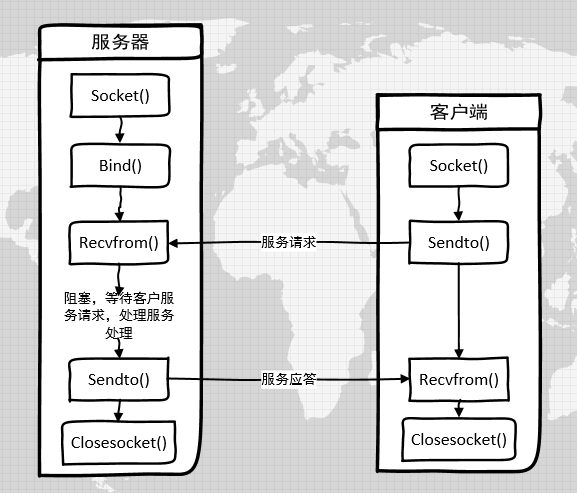 服务器
Socket()
Bind()
Recvfrom()
阻塞，等待客户服
务请求，处理服务
处理
Sendto()
Closesocket()
服务请求
服务应答
客户端
Socket()
Sendto()
Recvfrom()
Closesocket()